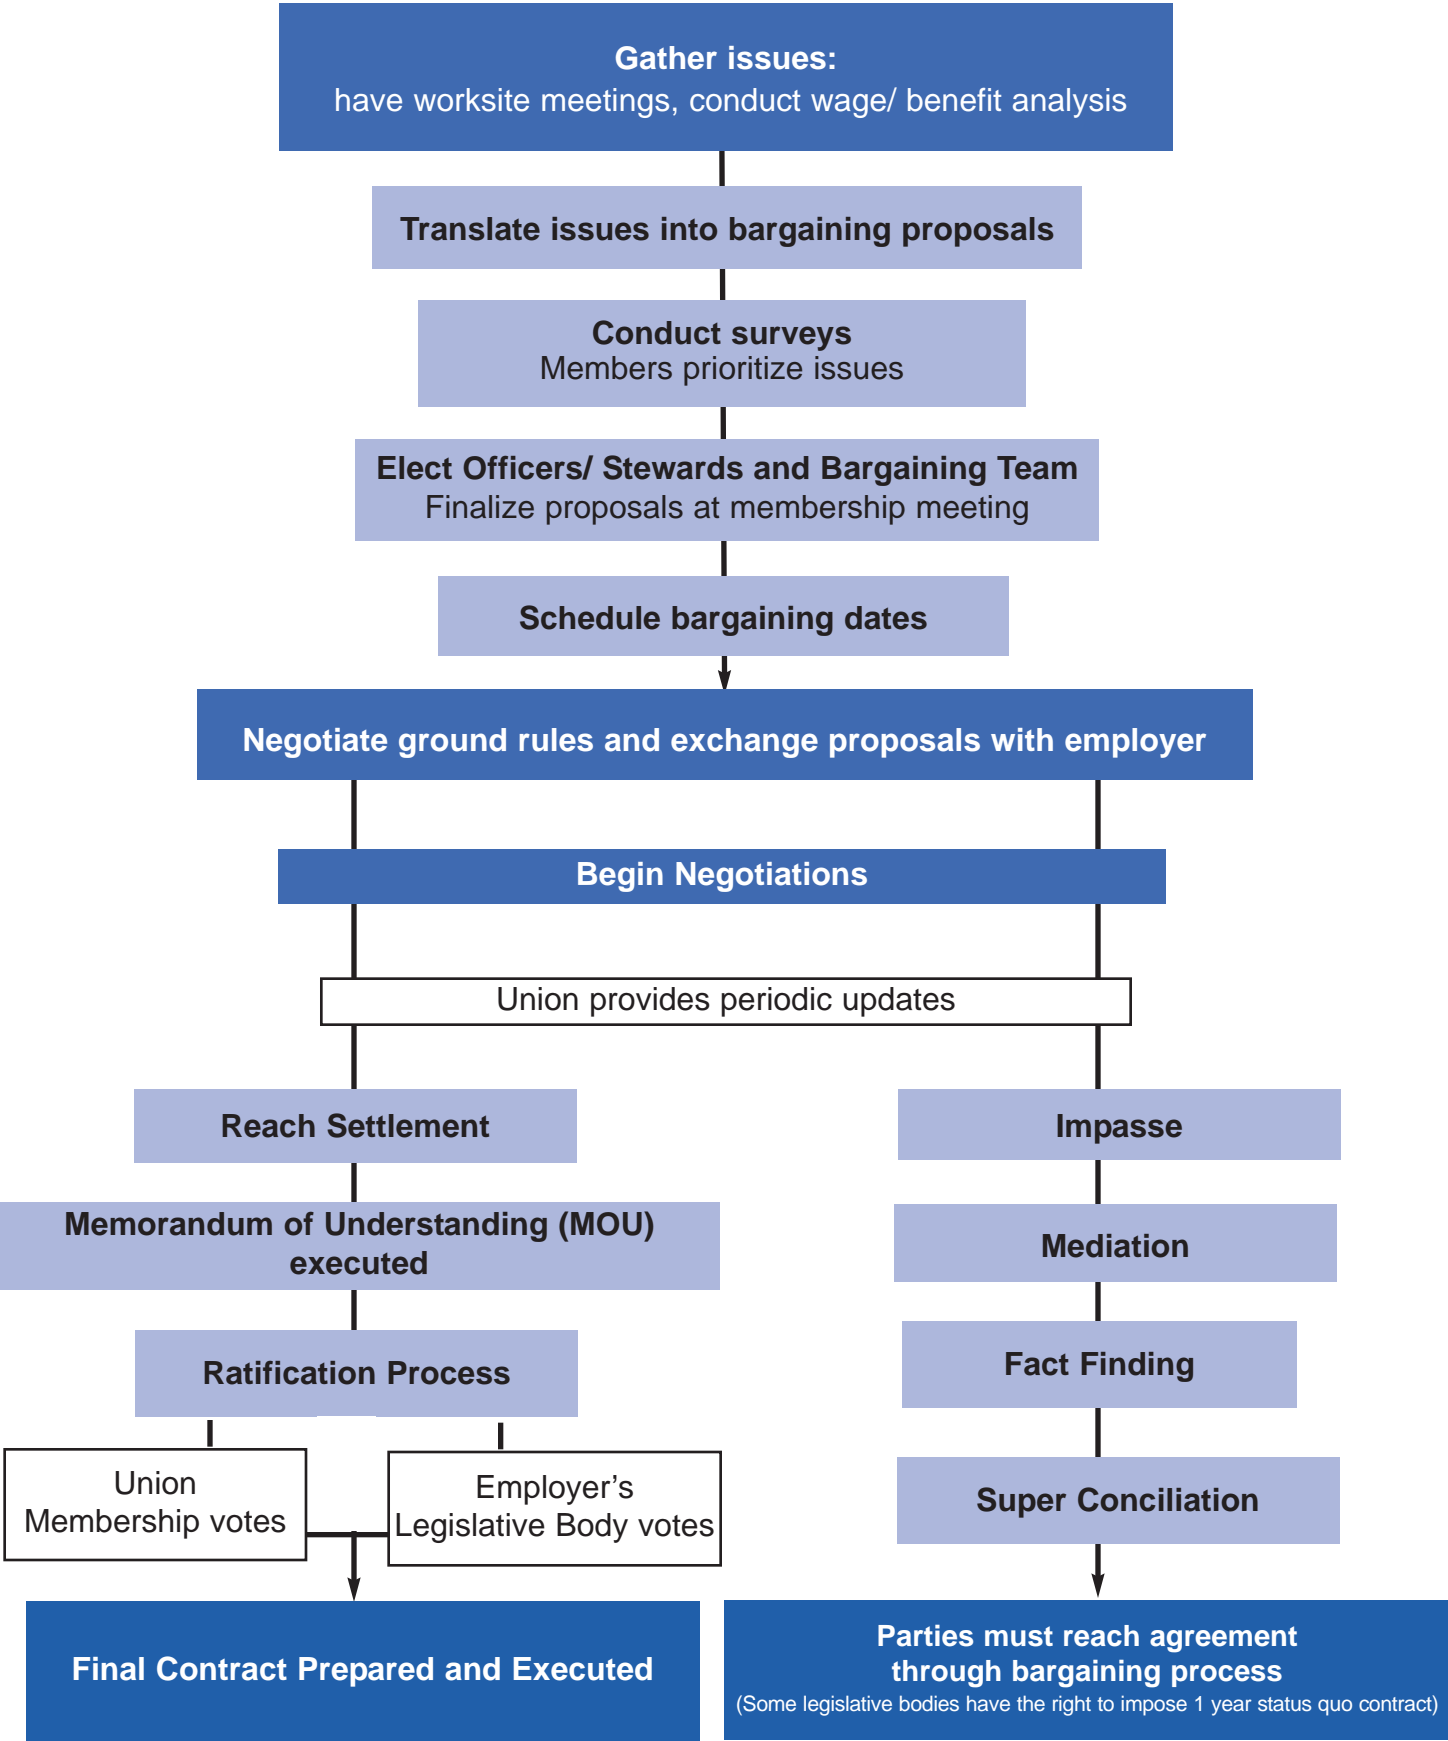 Gather issues:
have worksite meetings, conduct wage/ benefit analysis
Translate issues into bargaining proposals
Conduct surveys
Members prioritize issues
Elect Officers/ Stewards and Bargaining Team
Finalize proposals at membership meeting
Schedule bargaining dates
Negotiate ground rules and exchange proposals with employer
Begin Negotiations
Union provides periodic updates
Reach Settlement
Memorandum of Understanding (MOU)
executed
Ratification Process
Union
Membership votes
Employer’s
Legislative Body votes
Final Contract Prepared and Executed
Impasse
Mediation
Fact Finding
Super Conciliation
Parties must reach agreement
through bargaining process
(Some legislative bodies have the right to impose 1 year status quo contract)